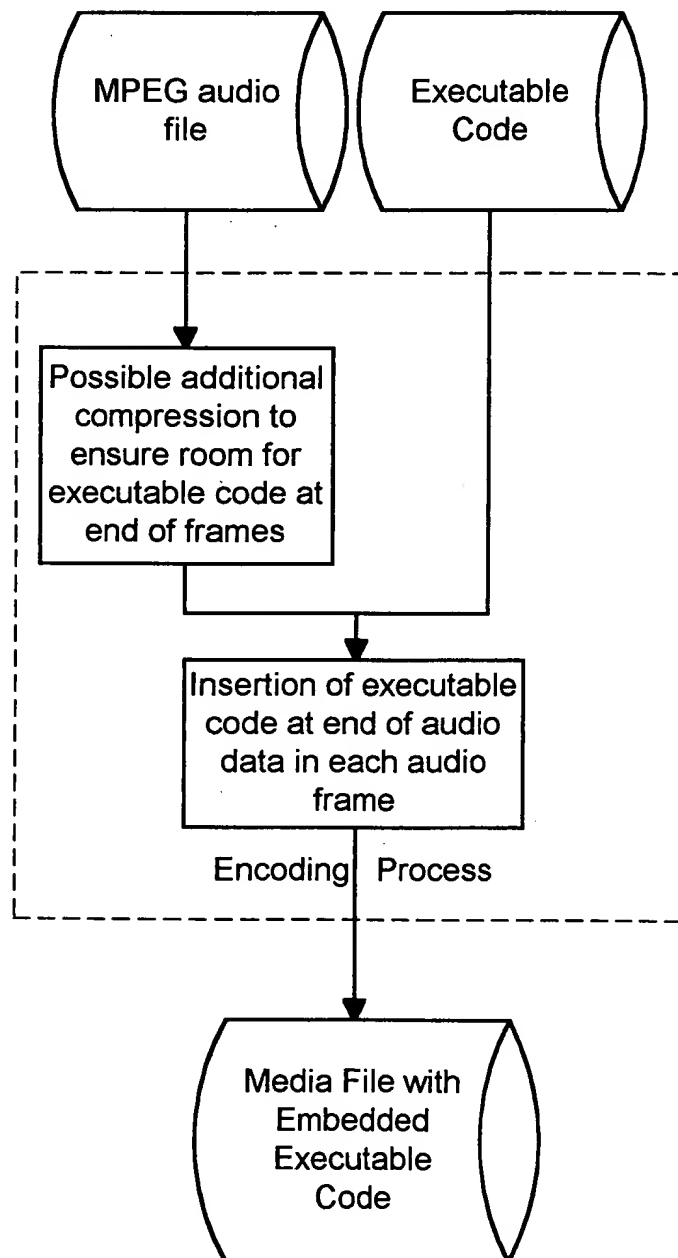 MPEG audio
file
Executable
Code
Possible additional
compression to
ensure room for
executable code at
end of frames
Insertion of executable
code at end of audio
data in each audio
frame
Encoding Process
Media File with
Embedded
Executable
Code